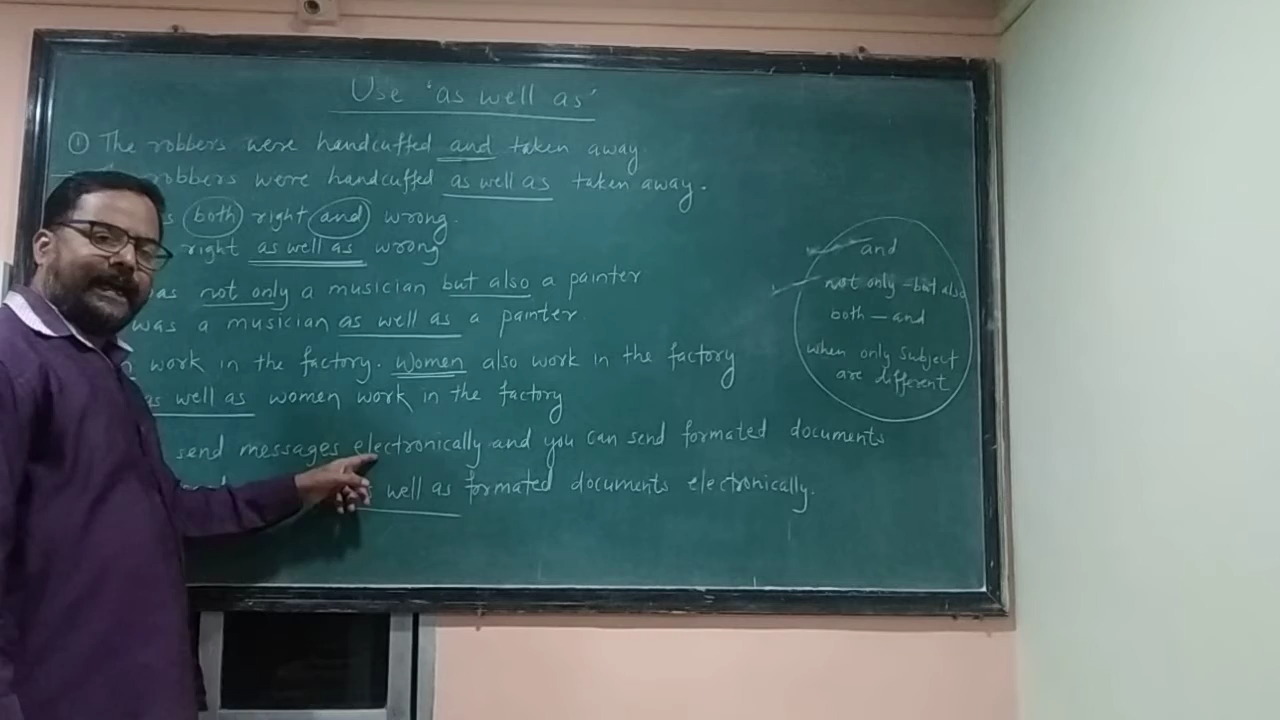 Use 'as well as'
① The robbers were handcuffed and taken away.
robbers were handcuffed as well as taken away.
both right and wrong.
right as well as wrong
was not only a musician but also a painter
was a musician as well as a painter.
work in the factory. Women also work in the factory
as well as women work in the factory
send messages electronically and you can send formated documents
well as formated documents electronically.
and
not only - but also
both — and
when only subject
are different